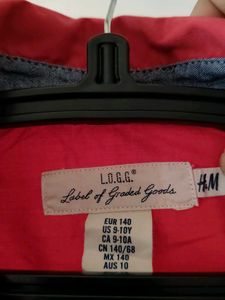 L.O.G.G.®
Label of Graded Goods
H&M
EUR 140
US 9-10Y
CA 9-10A
CN 140/68
MX 140
AUS 10